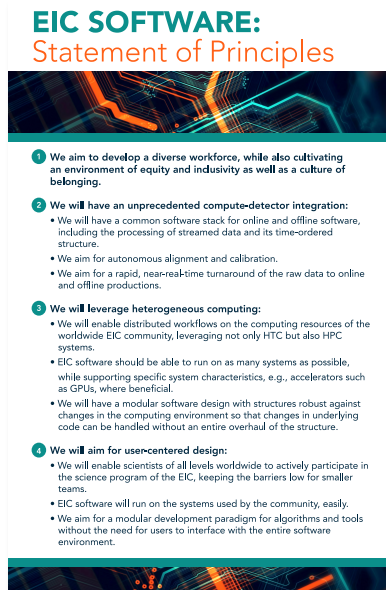 EIC SOFTWARE:
Statement of Principles
1 We aim to develop a diverse workforce, while also cultivating
an environment of equity and inclusivity as well as a culture of
belonging.
2 We will have an unprecedented compute-detector integration:
• We will have a common software stack for online and offline software,
including the processing of streamed data and its time-ordered
structure.
• We aim for autonomous alignment and calibration.
• We aim for a rapid, near-real-time turnaround of the raw data to online
and offline productions.
3 We will leverage heterogeneous computing:
• We will enable distributed workflows on the computing resources of the
worldwide EIC community, leveraging not only HTC but also HPC
systems.
• EIC software should be able to run on as many systems as possible,
while supporting specific system characteristics, e.g., accelerators such
as GPUs, where beneficial.
• We will have a modular software design with structures robust against
changes in the computing environment so that changes in underlying
code can be handled without an entire overhaul of the structure.
4 We will aim for user-centered design:
• We will enable scientists of all levels worldwide to actively participate in
the science program of the EIC, keeping the barriers low for smaller
teams.
• EIC software will run on the systems used by the community, easily.
• We aim for a modular development paradigm for algorithms and tools
without the need for users to interface with the entire software
environment.